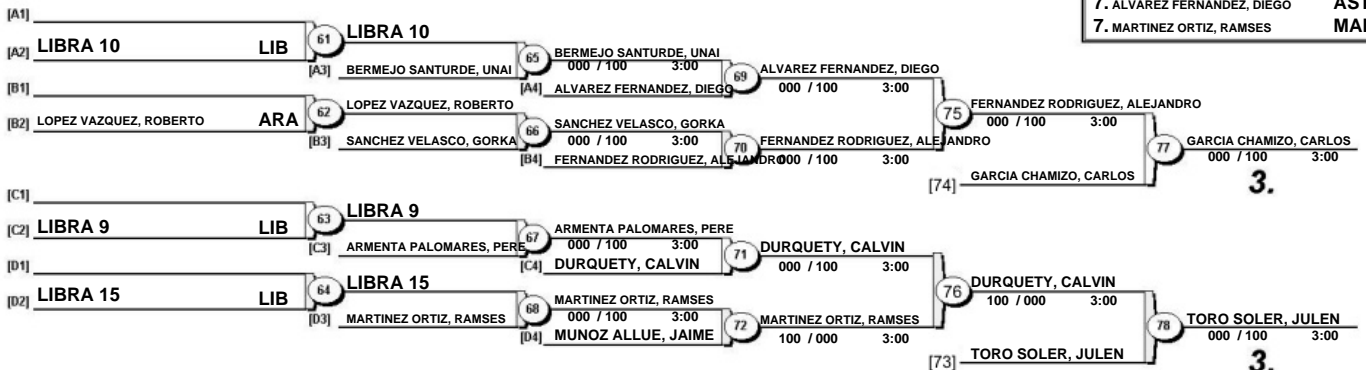 7. ALVAREZ FERNANDEZ, DIEGO
7. MARTINEZ ORTIZ, RAMSES
[A1]
[A2] LIBRA 10 LIB
61 LIBRA 10
[A3] BERMEJO SANTURDE, UNAI
65 BERMEJO SANTURDE, UNAI
000 / 100 3:00
[A4] ALVAREZ FERNANDEZ, DIEGO
69 ALVAREZ FERNANDEZ, DIEGO
000 / 100 3:00
[B1]
[B2] LOPEZ VAZQUEZ, ROBERTO ARA
62 LOPEZ VAZQUEZ, ROBERTO
[B3] SANCHEZ VELASCO, GORKA
66 SANCHEZ VELASCO, GORKA
000 / 100 3:00
[B4] FERNANDEZ RODRIGUEZ, ALEJANDRO
70 FERNANDEZ RODRIGUEZ, ALEJANDRO
000 / 100 3:00
75 FERNANDEZ RODRIGUEZ, ALEJANDRO
000 / 100 3:00
[74] GARCIA CHAMIZO, CARLOS
77 GARCIA CHAMIZO, CARLOS
000 / 100 3:00
3.
[C1]
[C2] LIBRA 9 LIB
63 LIBRA 9
[C3] ARMENTA PALOMARES, PERE
67 ARMENTA PALOMARES, PERE
000 / 100 3:00
[C4] DURQUETY, CALVIN
71 DURQUETY, CALVIN
000 / 100 3:00
[D1]
[D2] LIBRA 15 LIB
64 LIBRA 15
[D3] MARTINEZ ORTIZ, RAMSES
68 MARTINEZ ORTIZ, RAMSES
000 / 100 3:00
[D4] MUNOZ ALLUE, JAIME
72 MARTINEZ ORTIZ, RAMSES
100 / 000 3:00
76 DURQUETY, CALVIN
100 / 000 3:00
[73] TORO SOLER, JULEN
78 TORO SOLER, JULEN
000 / 100 3:00
3.